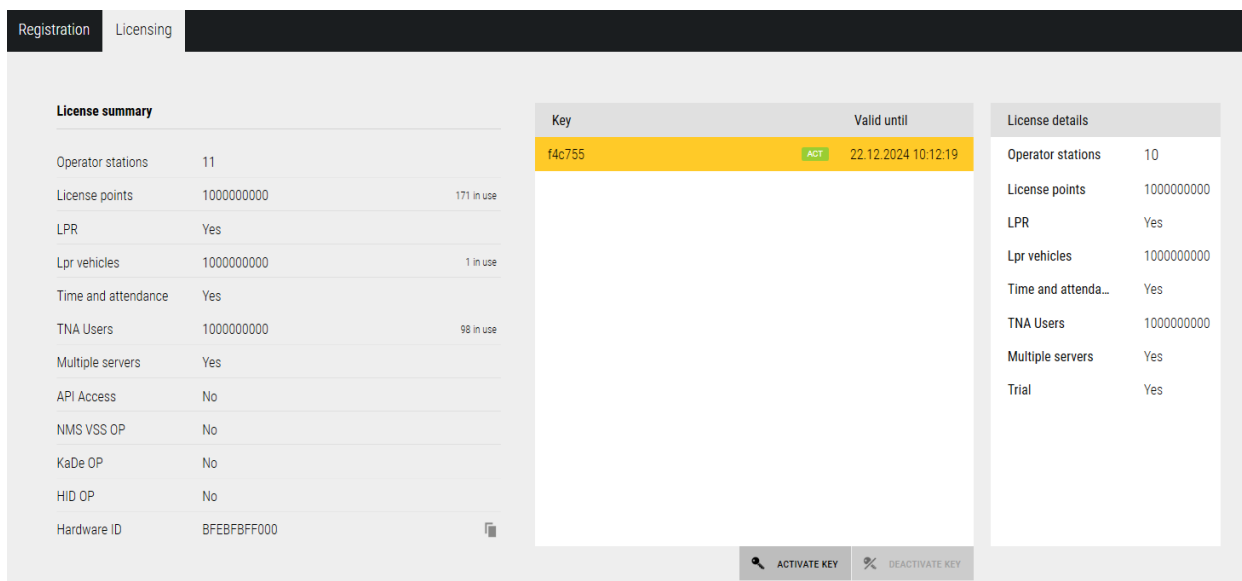 Registration Licensing
License summary
Operator stations 11
License points 1000000000 171 in use
LPR Yes
Lpr vehicles 1000000000 1 in use
Time and attendance Yes
TNA Users 1000000000 98 in use
Multiple servers Yes
API Access No
NMS VSS OP No
KaDe OP No
HID OP No
Hardware ID BFEBFBFF000
Key Valid until
f4c755 ACT 22.12.2024 10:12:19
ACTIVATE KEY DEACTIVATE KEY
License details
Operator stations 10
License points 1000000000
LPR Yes
Lpr vehicles 1000000000
Time and attenda... Yes
TNA Users 1000000000
Multiple servers Yes
Trial Yes